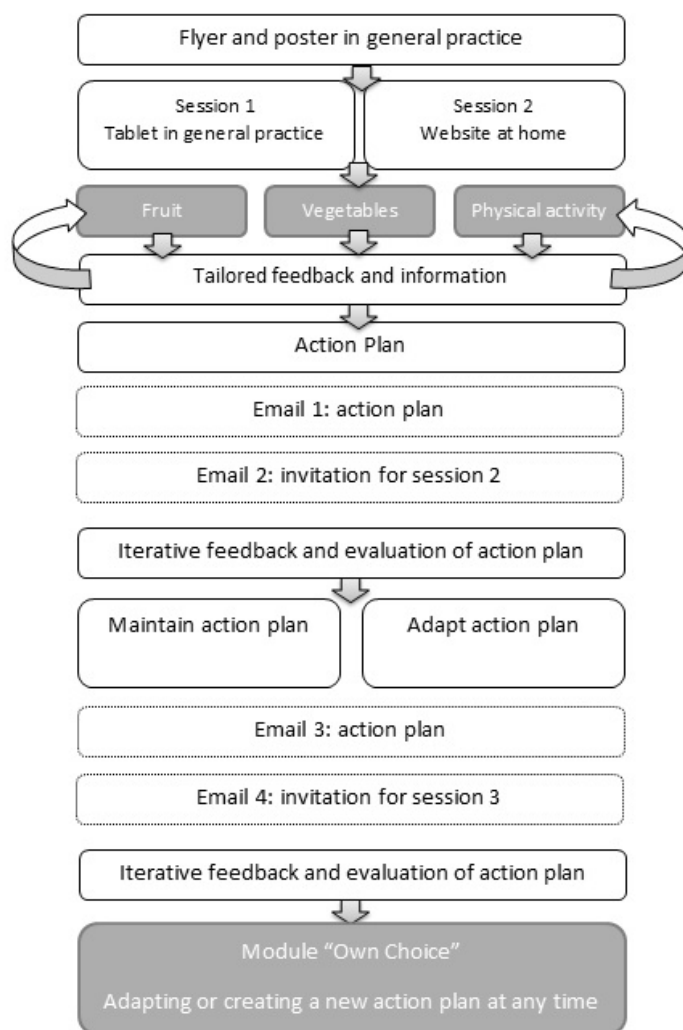 Flyer and poster in general practice
Session 1
Tablet in general practice
Session 2
Website at home
Fruit
Vegetables
Physical activity
Tailored feedback and information
Action Plan
Email 1: action plan
Email 2: invitation for session 2
Iterative feedback and evaluation of action plan
Maintain action plan
Adapt action plan
Email 3: action plan
Email 4: invitation for session 3
Iterative feedback and evaluation of action plan
Module “Own Choice”
Adapting or creating a new action plan at any time